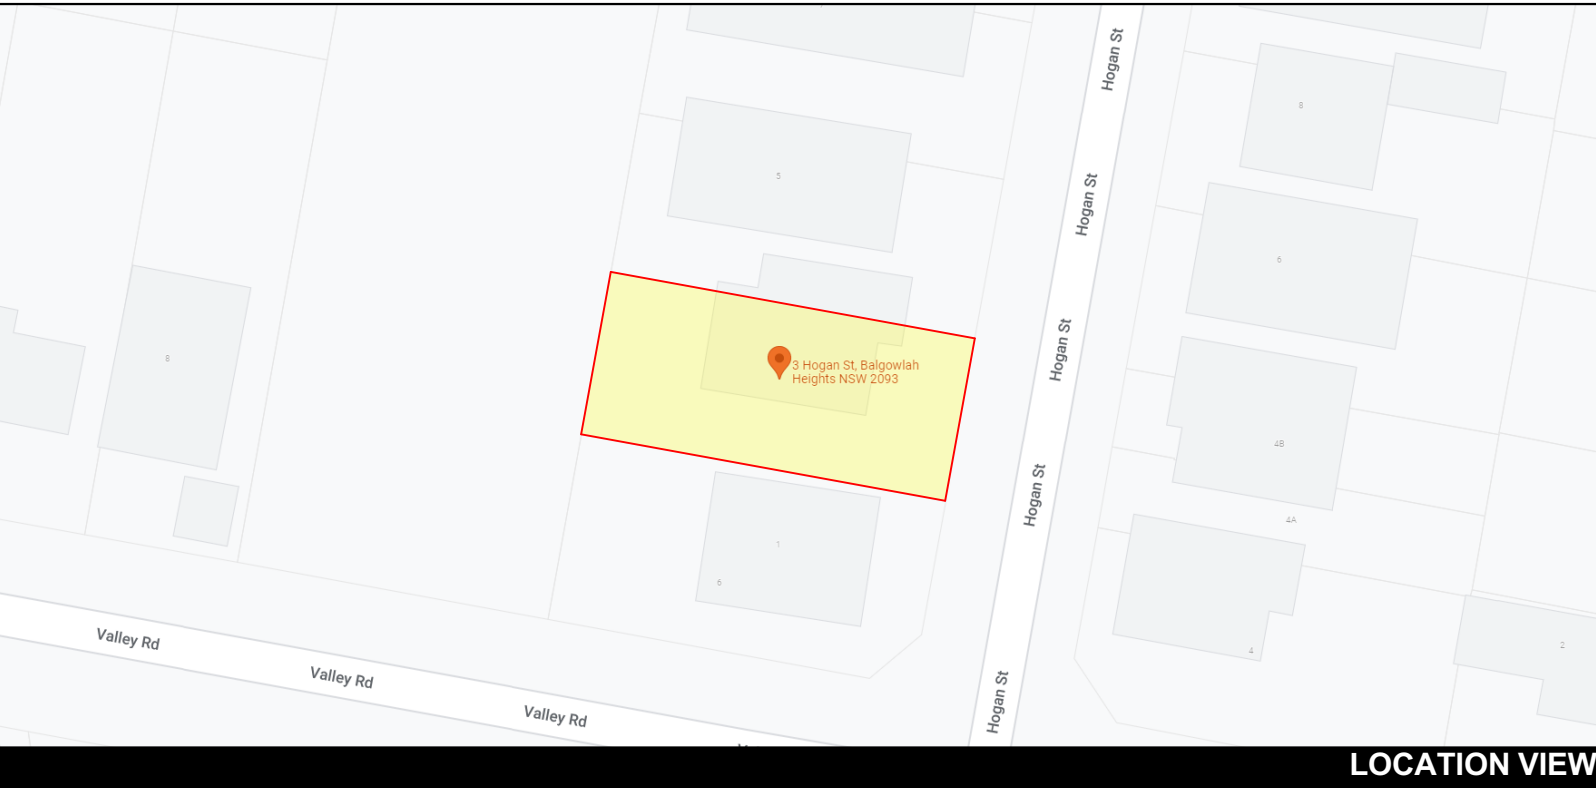 Hogan St
8
Hogan St
5
6
Hogan St
8
3 Hogan St, Balgowlah
Heights NSW 2093
4B
Hogan St
4A
1
6
Valley Rd
Valley Rd
Valley Rd
Hogan St
4
2
LOCATION VIEW